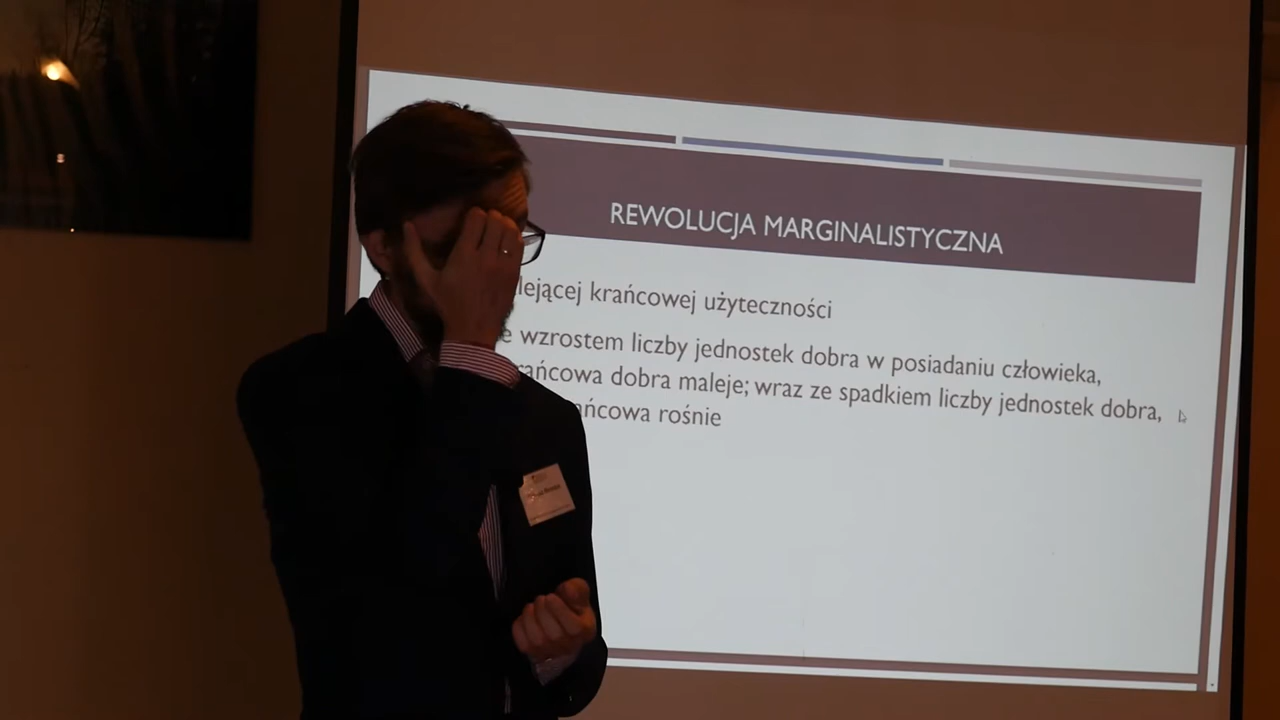 REWOLUCJA MARGINALISTYCZNA
lejącej krańcowej użyteczności
e wzrostem liczby jednostek dobra w posiadaniu człowieka,
rańcowa dobra maleje; wraz ze spadkiem liczby jednostek dobra,
ańcowa rośnie